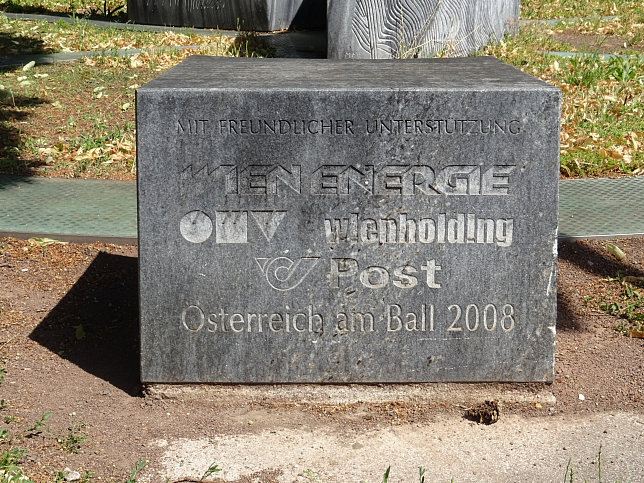 MIT FREUNDLICHER UNTERSTÜTZUNG
WIEN ENERGIE
OMV wienholding
Post
Österreich am Ball 2008